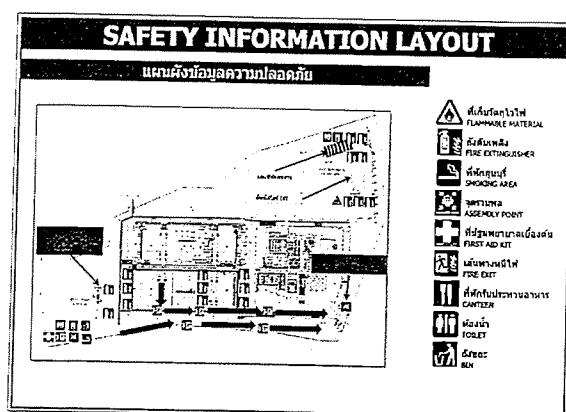 SAFETY INFORMATION LAYOUT
แผนผังข้อมูลความปลอดภัย
ที่เก็บวัตถุไวไฟ
FLAMMABLE MATERIAL
ถังดับเพลิง
FIRE EXTINGUISHER
ที่พักสูบบุรี่
SMOKING AREA
จุดรวมพล
ASSEMBLY POINT
ที่ปฐมพยาบาลเบื้องต้น
FIRST AID KIT
เส้นทางหนีไฟ
FIRE EXIT
ที่พักรับประทานอาหาร
CANTEEN
ห้องน้ำ
TOILET
ถังขยะ
BIN